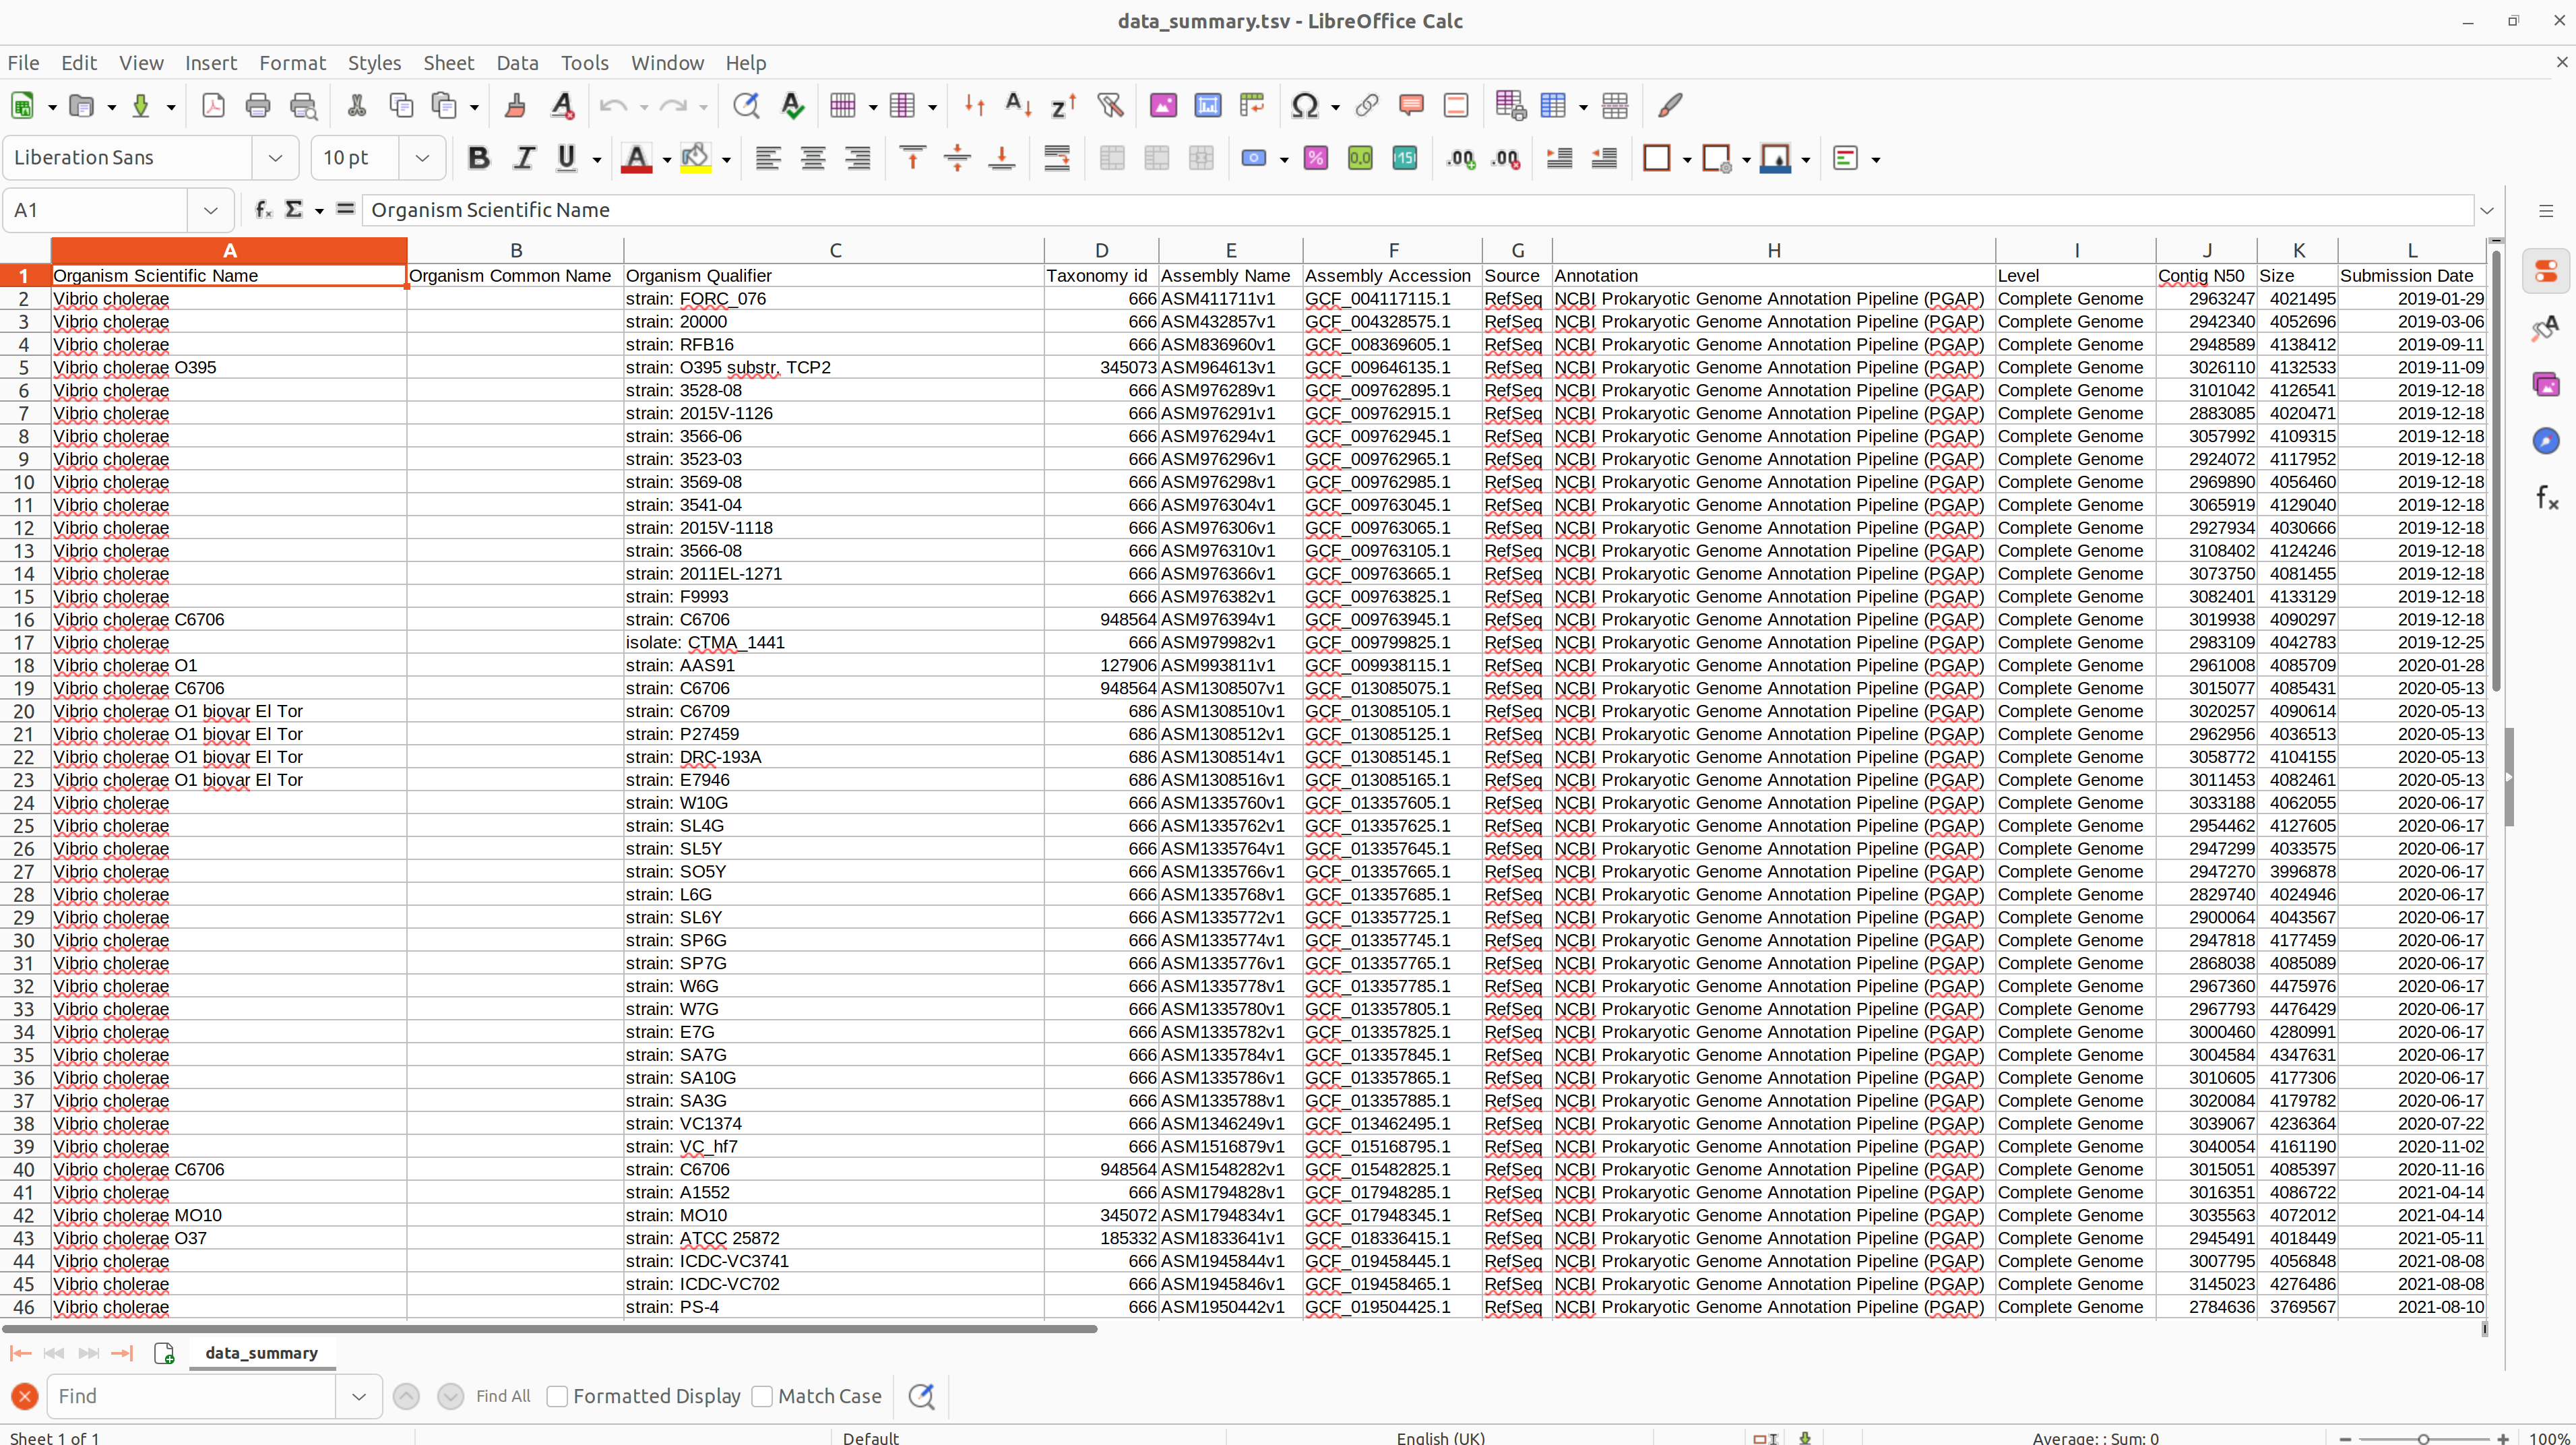 data_summary.tsv - LibreOffice Calc
File Edit View Insert Format Styles Sheet Data Tools Window Help
Liberation Sans 10 pt
A1 Organism Scientific Name
A B C D E F G H I J K L
1 Organism Scientific Name Organism Common Name Organism Qualifier Taxonomy id Assembly Name Assembly Accession Source Annotation Level Contig N50 Size Submission Date
2 Vibrio cholerae strain: FORC_076 666 ASM411711v1 GCF_004117115.1 RefSeq NCBI Prokaryotic Genome Annotation Pipeline (PGAP) Complete Genome 2963247 4021495 2019-01-29
3 Vibrio cholerae strain: 20000 666 ASM432857v1 GCF_004328575.1 RefSeq NCBI Prokaryotic Genome Annotation Pipeline (PGAP) Complete Genome 2942340 4052696 2019-03-06
4 Vibrio cholerae strain: RFB16 666 ASM836960v1 GCF_008369605.1 RefSeq NCBI Prokaryotic Genome Annotation Pipeline (PGAP) Complete Genome 2948589 4138412 2019-09-11
5 Vibrio cholerae O395 strain: O395 substr. TCP2 345073 ASM964613v1 GCF_009646135.1 RefSeq NCBI Prokaryotic Genome Annotation Pipeline (PGAP) Complete Genome 3026110 4132533 2019-11-09
6 Vibrio cholerae strain: 3528-08 666 ASM976289v1 GCF_009762895.1 RefSeq NCBI Prokaryotic Genome Annotation Pipeline (PGAP) Complete Genome 3101042 4126541 2019-12-18
7 Vibrio cholerae strain: 2015V-1126 666 ASM976291v1 GCF_009762915.1 RefSeq NCBI Prokaryotic Genome Annotation Pipeline (PGAP) Complete Genome 2883085 4020471 2019-12-18
8 Vibrio cholerae strain: 3566-06 666 ASM976294v1 GCF_009762945.1 RefSeq NCBI Prokaryotic Genome Annotation Pipeline (PGAP) Complete Genome 3057992 4109315 2019-12-18
9 Vibrio cholerae strain: 3523-03 666 ASM976296v1 GCF_009762965.1 RefSeq NCBI Prokaryotic Genome Annotation Pipeline (PGAP) Complete Genome 2924072 4117952 2019-12-18
10 Vibrio cholerae strain: 3569-08 666 ASM976298v1 GCF_009762985.1 RefSeq NCBI Prokaryotic Genome Annotation Pipeline (PGAP) Complete Genome 2969890 4056460 2019-12-18
11 Vibrio cholerae strain: 3541-04 666 ASM976304v1 GCF_009763045.1 RefSeq NCBI Prokaryotic Genome Annotation Pipeline (PGAP) Complete Genome 3065919 4129040 2019-12-18
12 Vibrio cholerae strain: 2015V-1118 666 ASM976306v1 GCF_009763065.1 RefSeq NCBI Prokaryotic Genome Annotation Pipeline (PGAP) Complete Genome 2927934 4030666 2019-12-18
13 Vibrio cholerae strain: 3566-08 666 ASM976310v1 GCF_009763105.1 RefSeq NCBI Prokaryotic Genome Annotation Pipeline (PGAP) Complete Genome 3108402 4124246 2019-12-18
14 Vibrio cholerae strain: 2011EL-1271 666 ASM976366v1 GCF_009763665.1 RefSeq NCBI Prokaryotic Genome Annotation Pipeline (PGAP) Complete Genome 3073750 4081455 2019-12-18
15 Vibrio cholerae strain: F9993 666 ASM976382v1 GCF_009763825.1 RefSeq NCBI Prokaryotic Genome Annotation Pipeline (PGAP) Complete Genome 3082401 4133129 2019-12-18
16 Vibrio cholerae C6706 strain: C6706 948564 ASM976394v1 GCF_009763945.1 RefSeq NCBI Prokaryotic Genome Annotation Pipeline (PGAP) Complete Genome 3019938 4090297 2019-12-18
17 Vibrio cholerae isolate: CTMA_1441 666 ASM979982v1 GCF_009799825.1 RefSeq NCBI Prokaryotic Genome Annotation Pipeline (PGAP) Complete Genome 2983109 4042783 2019-12-25
18 Vibrio cholerae O1 strain: AAS91 127906 ASM993811v1 GCF_009938115.1 RefSeq NCBI Prokaryotic Genome Annotation Pipeline (PGAP) Complete Genome 2961008 4085709 2020-01-28
19 Vibrio cholerae C6706 strain: C6706 948564 ASM1308507v1 GCF_013085075.1 RefSeq NCBI Prokaryotic Genome Annotation Pipeline (PGAP) Complete Genome 3015077 4085431 2020-05-13
20 Vibrio cholerae O1 biovar El Tor strain: C6709 686 ASM1308510v1 GCF_013085105.1 RefSeq NCBI Prokaryotic Genome Annotation Pipeline (PGAP) Complete Genome 3020257 4090614 2020-05-13
21 Vibrio cholerae O1 biovar El Tor strain: P27459 686 ASM1308512v1 GCF_013085125.1 RefSeq NCBI Prokaryotic Genome Annotation Pipeline (PGAP) Complete Genome 2962956 4036513 2020-05-13
22 Vibrio cholerae O1 biovar El Tor strain: DRC-193A 686 ASM1308514v1 GCF_013085145.1 RefSeq NCBI Prokaryotic Genome Annotation Pipeline (PGAP) Complete Genome 3058772 4104155 2020-05-13
23 Vibrio cholerae O1 biovar El Tor strain: E7946 686 ASM1308516v1 GCF_013085165.1 RefSeq NCBI Prokaryotic Genome Annotation Pipeline (PGAP) Complete Genome 3011453 4082461 2020-05-13
24 Vibrio cholerae strain: W10G 666 ASM1335760v1 GCF_013357605.1 RefSeq NCBI Prokaryotic Genome Annotation Pipeline (PGAP) Complete Genome 3033188 4062055 2020-06-17
25 Vibrio cholerae strain: SL4G 666 ASM1335762v1 GCF_013357625.1 RefSeq NCBI Prokaryotic Genome Annotation Pipeline (PGAP) Complete Genome 2954462 4127605 2020-06-17
26 Vibrio cholerae strain: SL5Y 666 ASM1335764v1 GCF_013357645.1 RefSeq NCBI Prokaryotic Genome Annotation Pipeline (PGAP) Complete Genome 2947299 4033575 2020-06-17
27 Vibrio cholerae strain: SO5Y 666 ASM1335766v1 GCF_013357665.1 RefSeq NCBI Prokaryotic Genome Annotation Pipeline (PGAP) Complete Genome 2947270 3996878 2020-06-17
28 Vibrio cholerae strain: L6G 666 ASM1335768v1 GCF_013357685.1 RefSeq NCBI Prokaryotic Genome Annotation Pipeline (PGAP) Complete Genome 2829740 4024946 2020-06-17
29 Vibrio cholerae strain: SL6Y 666 ASM1335772v1 GCF_013357725.1 RefSeq NCBI Prokaryotic Genome Annotation Pipeline (PGAP) Complete Genome 2900064 4043567 2020-06-17
30 Vibrio cholerae strain: SP6G 666 ASM1335774v1 GCF_013357745.1 RefSeq NCBI Prokaryotic Genome Annotation Pipeline (PGAP) Complete Genome 2947818 4177459 2020-06-17
31 Vibrio cholerae strain: SP7G 666 ASM1335776v1 GCF_013357765.1 RefSeq NCBI Prokaryotic Genome Annotation Pipeline (PGAP) Complete Genome 2868038 4085089 2020-06-17
32 Vibrio cholerae strain: W6G 666 ASM1335778v1 GCF_013357785.1 RefSeq NCBI Prokaryotic Genome Annotation Pipeline (PGAP) Complete Genome 2967360 4475976 2020-06-17
33 Vibrio cholerae strain: W7G 666 ASM1335780v1 GCF_013357805.1 RefSeq NCBI Prokaryotic Genome Annotation Pipeline (PGAP) Complete Genome 2967793 4476429 2020-06-17
34 Vibrio cholerae strain: E7G 666 ASM1335782v1 GCF_013357825.1 RefSeq NCBI Prokaryotic Genome Annotation Pipeline (PGAP) Complete Genome 3000460 4280991 2020-06-17
35 Vibrio cholerae strain: SA7G 666 ASM1335784v1 GCF_013357845.1 RefSeq NCBI Prokaryotic Genome Annotation Pipeline (PGAP) Complete Genome 3004584 4347631 2020-06-17
36 Vibrio cholerae strain: SA10G 666 ASM1335786v1 GCF_013357865.1 RefSeq NCBI Prokaryotic Genome Annotation Pipeline (PGAP) Complete Genome 3010605 4177306 2020-06-17
37 Vibrio cholerae strain: SA3G 666 ASM1335788v1 GCF_013357885.1 RefSeq NCBI Prokaryotic Genome Annotation Pipeline (PGAP) Complete Genome 3020084 4179782 2020-06-17
38 Vibrio cholerae strain: VC1374 666 ASM1346249v1 GCF_013462495.1 RefSeq NCBI Prokaryotic Genome Annotation Pipeline (PGAP) Complete Genome 3039067 4236364 2020-07-22
39 Vibrio cholerae strain: VC_hf7 666 ASM1516879v1 GCF_015168795.1 RefSeq NCBI Prokaryotic Genome Annotation Pipeline (PGAP) Complete Genome 3040054 4161190 2020-11-02
40 Vibrio cholerae C6706 strain: C6706 948564 ASM1548282v1 GCF_015482825.1 RefSeq NCBI Prokaryotic Genome Annotation Pipeline (PGAP) Complete Genome 3015051 4085397 2020-11-16
41 Vibrio cholerae strain: A1552 666 ASM1794828v1 GCF_017948285.1 RefSeq NCBI Prokaryotic Genome Annotation Pipeline (PGAP) Complete Genome 3016351 4086722 2021-04-14
42 Vibrio cholerae MO10 strain: MO10 345072 ASM1794834v1 GCF_017948345.1 RefSeq NCBI Prokaryotic Genome Annotation Pipeline (PGAP) Complete Genome 3035563 4072012 2021-04-14
43 Vibrio cholerae O37 strain: ATCC 25872 185332 ASM1833641v1 GCF_018336415.1 RefSeq NCBI Prokaryotic Genome Annotation Pipeline (PGAP) Complete Genome 2945491 4018449 2021-05-11
44 Vibrio cholerae strain: ICDC-VC3741 666 ASM1945844v1 GCF_019458445.1 RefSeq NCBI Prokaryotic Genome Annotation Pipeline (PGAP) Complete Genome 3007795 4056848 2021-08-08
45 Vibrio cholerae strain: ICDC-VC702 666 ASM1945846v1 GCF_019458465.1 RefSeq NCBI Prokaryotic Genome Annotation Pipeline (PGAP) Complete Genome 3145023 4276486 2021-08-08
46 Vibrio cholerae strain: PS-4 666 ASM1950442v1 GCF_019504425.1 RefSeq NCBI Prokaryotic Genome Annotation Pipeline (PGAP) Complete Genome 2784636 3769567 2021-08-10
data_summary
Find Find All Formatted Display Match Case
Sheet 1 of 1 Default English (UK) Average: ; Sum: 0 100%